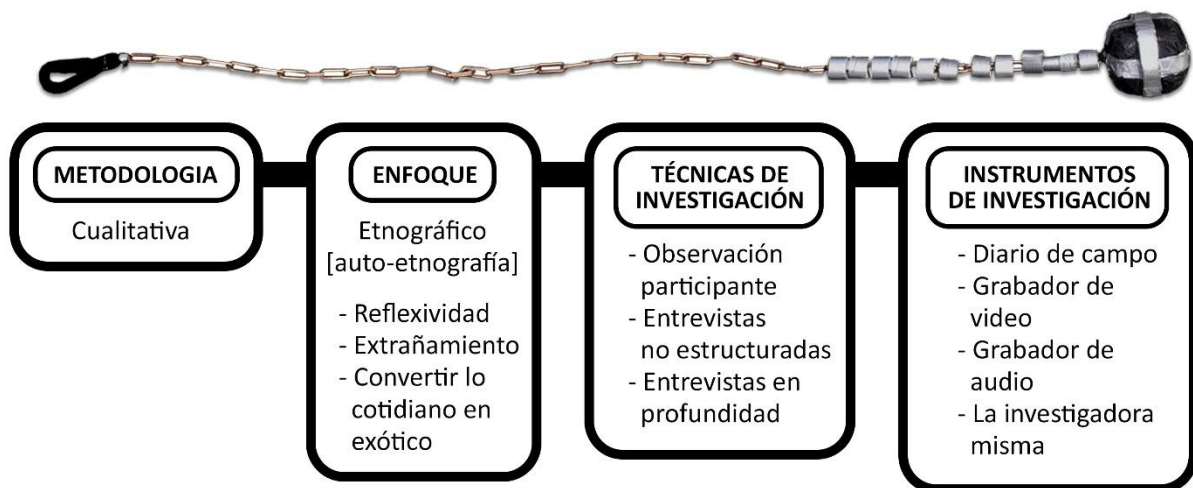 METODOLOGIA
Cualitativa
ENFOQUE
Etnográfico
[auto-etnografía]
- Reflexividad
- Extrañamiento
- Convertir lo
cotidiano en
exótico
TÉCNICAS DE
INVESTIGACIÓN
- Observación
participante
- Entrevistas
no estructuradas
- Entrevistas en
profundidad
INSTRUMENTOS
DE INVESTIGACIÓN
- Diario de campo
- Grabador de
video
- Grabador de
audio
- La investigadora
misma